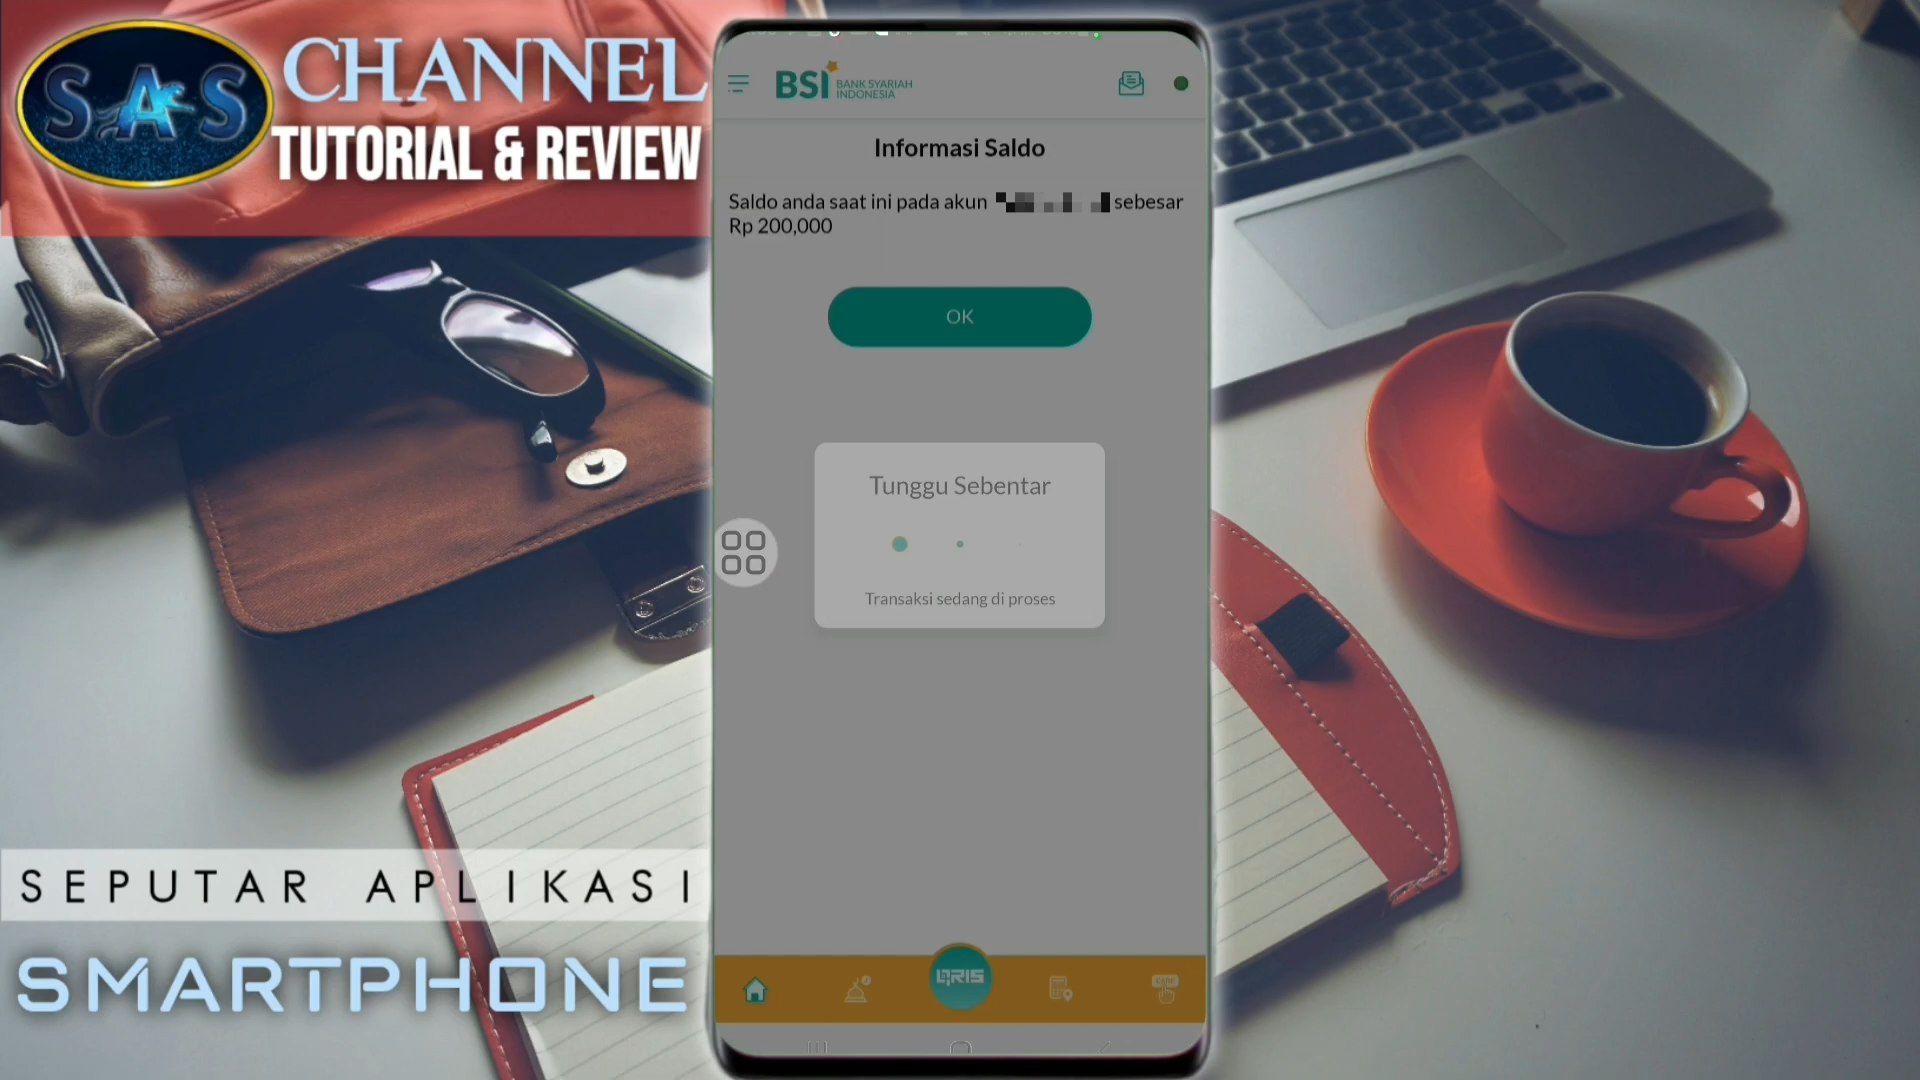 SAS
CHANNEL
TUTORIAL & REVIEW
BSI BANK SYARIAH
INDONESIA
Informasi Saldo
Saldo anda saat ini pada akun sebesar
Rp 200,000
OK
Tunggu Sebentar
Transaksi sedang di proses
QRIS
SEPUTAR APLIKASI
SMARTPHONE